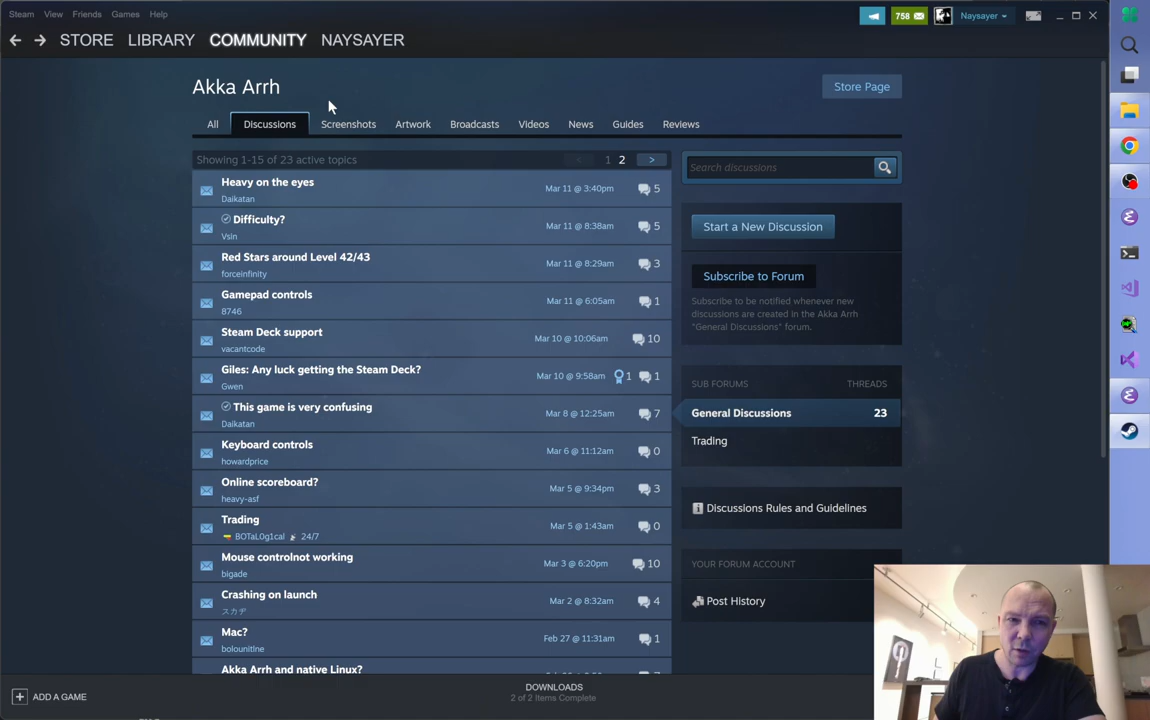 Steam View Friends Games Help
758 Naysayer
STORE LIBRARY COMMUNITY NAYSAYER
Akka Arrh
Store Page
All Discussions Screenshots Artwork Broadcasts Videos News Guides Reviews
Showing 1-15 of 23 active topics
< 1 2 >
Heavy on the eyes
Daikatan
Mar 11 @ 3:40pm 5
Difficulty?
Vsin
Mar 11 @ 8:38am 5
Red Stars around Level 42/43
forceinfinity
Mar 11 @ 8:29am 3
Gamepad controls
8746
Mar 11 @ 6:05am 1
Steam Deck support
vacantcode
Mar 10 @ 10:06am 10
Giles: Any luck getting the Steam Deck?
Gwen
Mar 10 @ 9:58am 1 1
This game is very confusing
Daikatan
Mar 8 @ 12:25am 7
Keyboard controls
howardprice
Mar 6 @ 11:12am 0
Online scoreboard?
heavy-asf
Mar 5 @ 9:34pm 3
Trading
BOTaL0g1cal 24/7
Mar 5 @ 1:43am 0
Mouse controlnot working
bigade
Mar 3 @ 6:20pm 10
Crashing on launch
スカヂ
Mar 2 @ 8:32am 4
Mac?
bolounitlne
Feb 27 @ 11:31am 1
Akka Arrh and native Linux?
Search discussions
Start a New Discussion
Subscribe to Forum
Subscribe to be notified whenever new
discussions are created in the Akka Arrh
"General Discussions" forum.
SUB FORUMS THREADS
General Discussions 23
Trading
Discussions Rules and Guidelines
YOUR FORUM ACCOUNT
Post History
+ ADD A GAME
DOWNLOADS
2 of 2 Items Complete